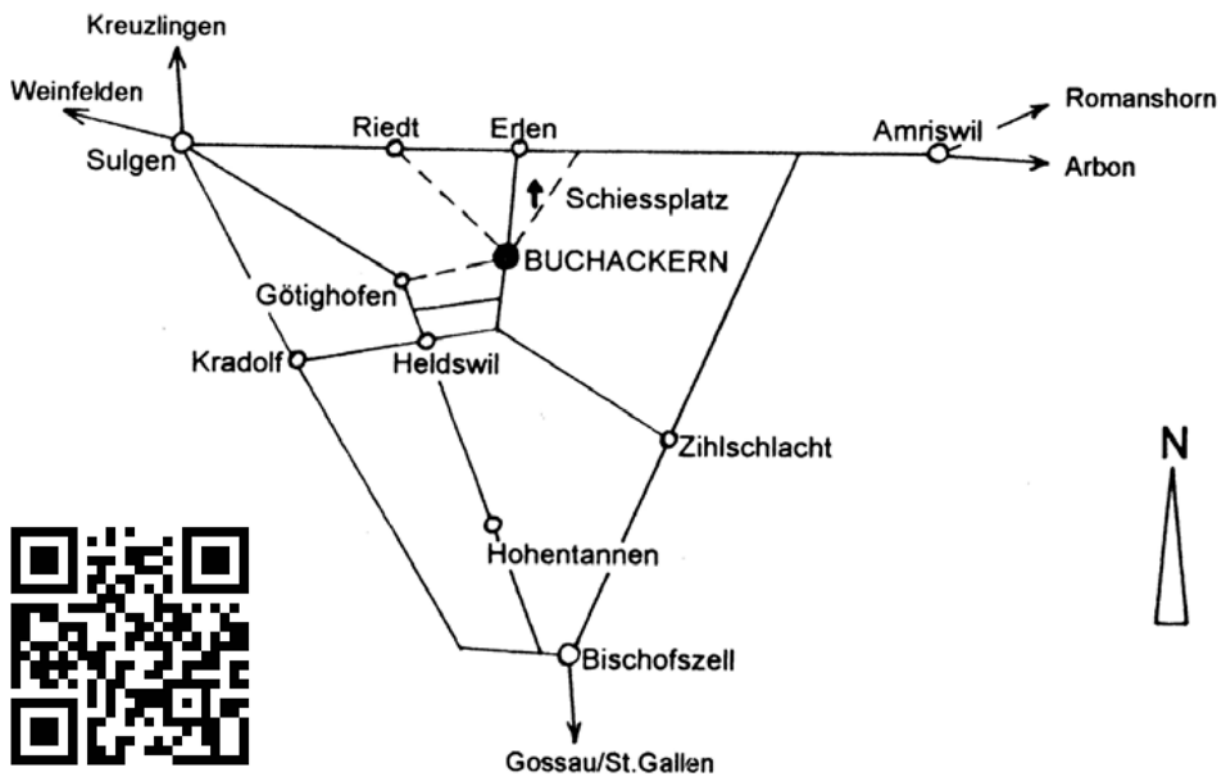 Kreuzlingen
Weinfelden
Romanshorn
Riedt
Erlen
Amriswil
Sulgen
Arbon
Schiessplatz
BUCHACKERN
Götighofen
Kradolf
Heldswil
Zihlschlacht
N
Hohentannen
Bischofszell
Gossau/St.Gallen